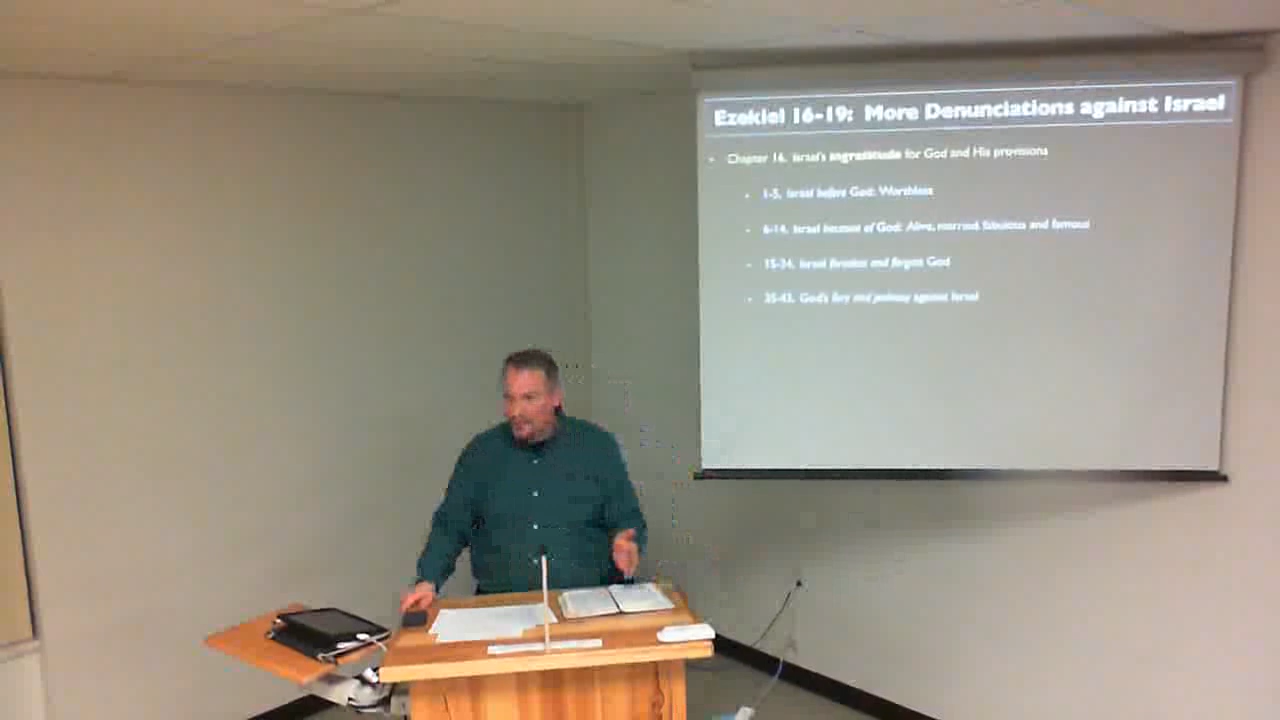 Ezekiel 16-19: More Denunciations against Israel
Chapter 16, Israel's ingratitude for God and His provisions
1-5, Israel before God: Worthless
6-14, Israel because of God: Alive, married, fabulous and famous
15-34, Israel forsakes and forgets God
35-43, God's fury and jealousy against Israel